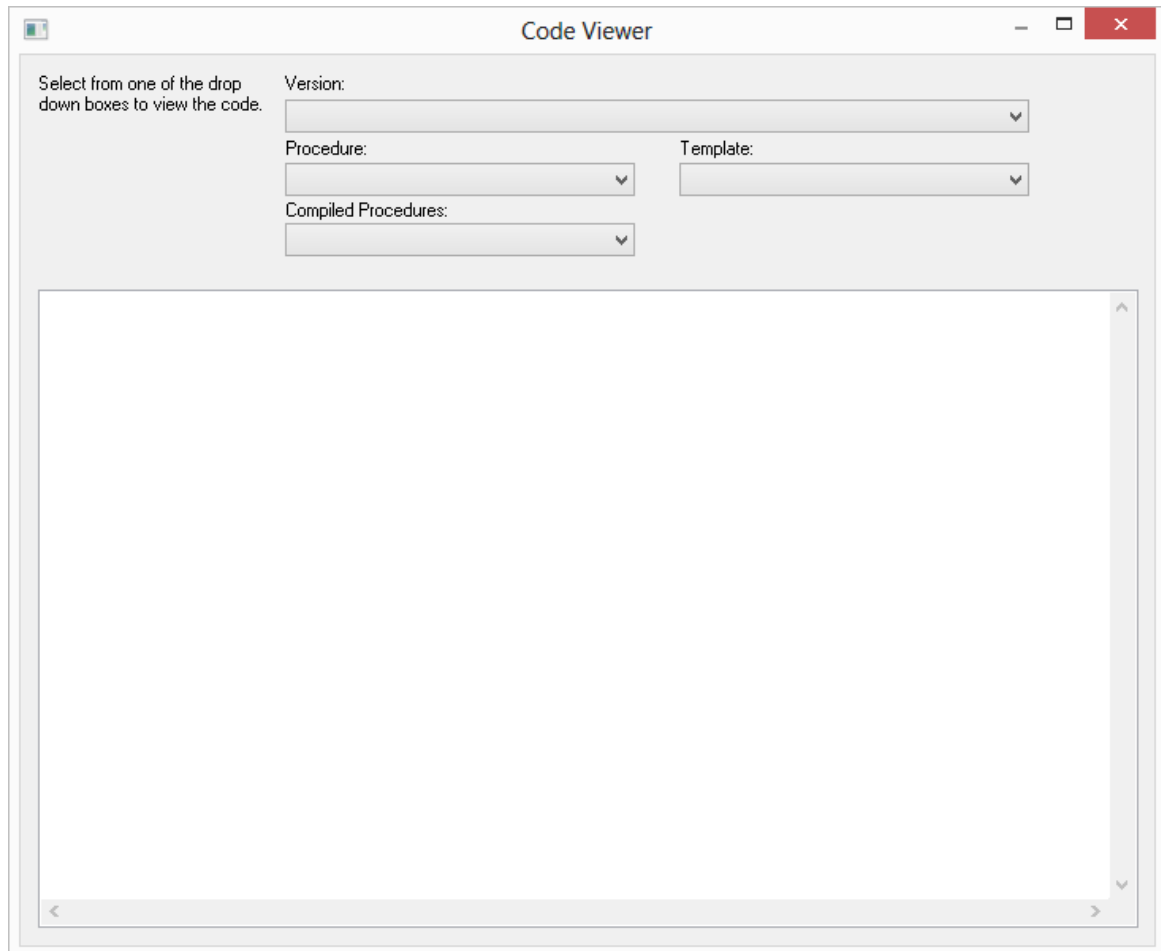 Code Viewer
Select from one of the drop
down boxes to view the code.
Version:
Procedure:
Template:
Compiled Procedures: